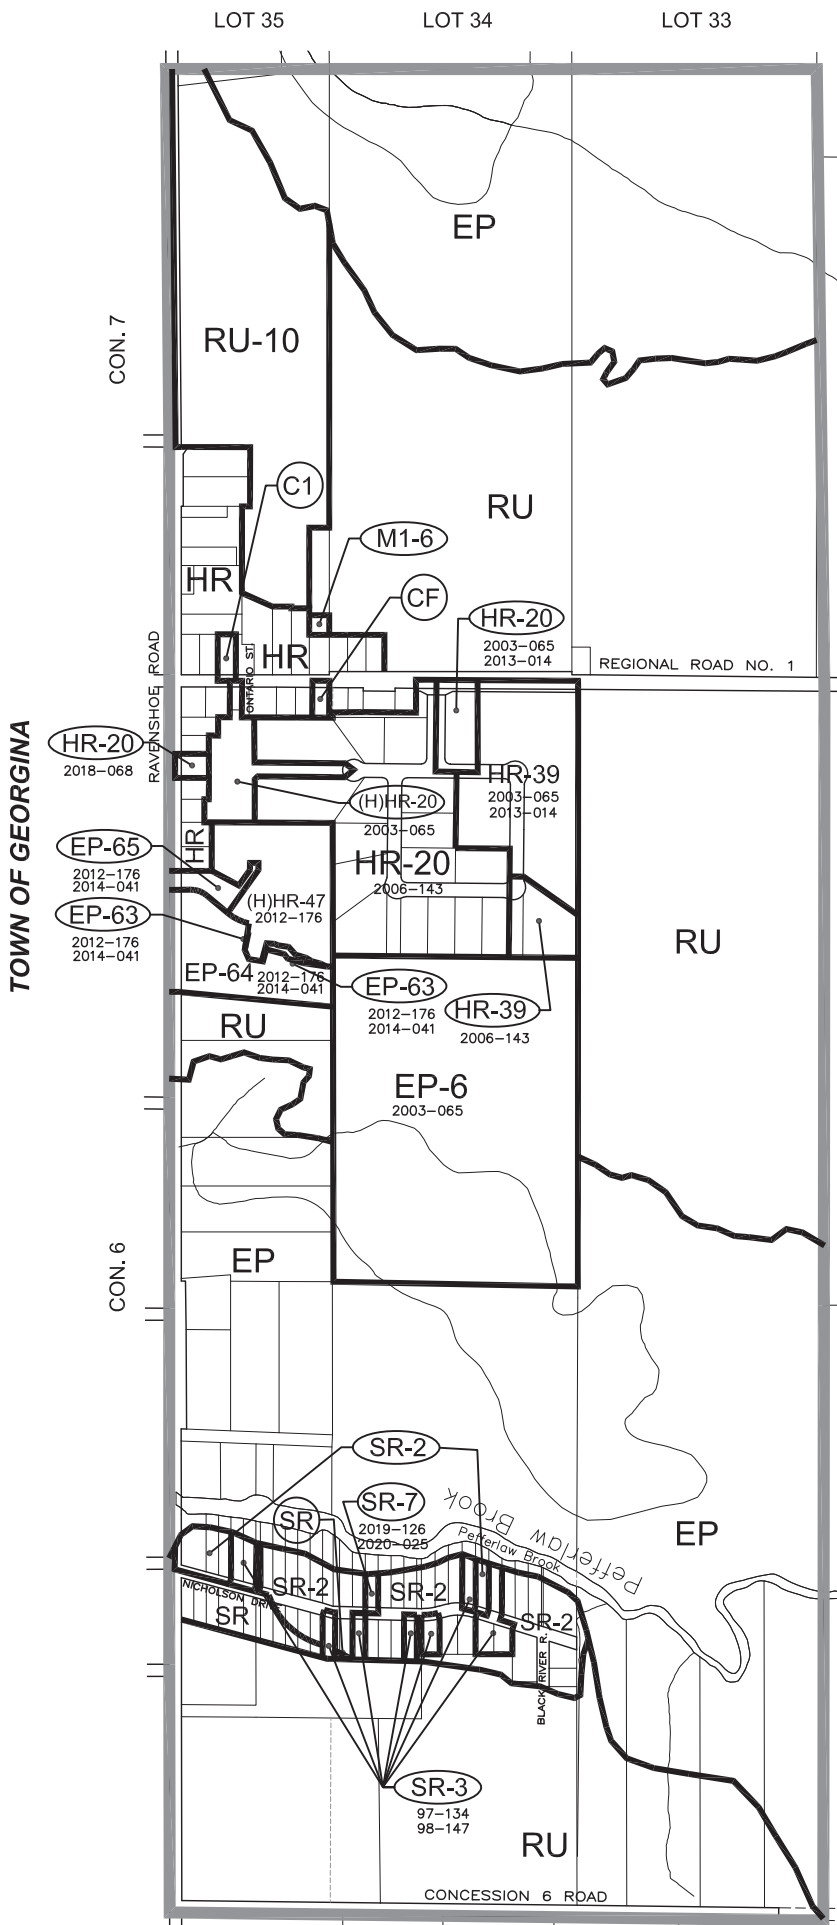 LOT 35
LOT 34
LOT 33
EP
CON. 7
RU-10
C1
RU
M1-6
HR
CF
HR-20
2003-065
2013-014
HR
ONTARIO ST.
REGIONAL ROAD NO. 1
RAVENSHOE ROAD
TOWN OF GEORGINA
HR-20
2018-068
HR-39
2003-065
2013-014
(H)HR-20
2003-065
HR
EP-65
2012-176
2014-041
HR-20
2006-143
(H)HR-47
2012-176
EP-63
2012-176
2014-041
RU
EP-64
2012-176
2014-041
EP-63
2012-176
2014-041
HR-39
2006-143
RU
EP-6
2003-065
CON. 6
EP
SR-2
SR-7
2019-126
2020-025
SR
Pefferlaw Brook
Pefferlaw Brook
EP
SR-2
SR-2
SR-2
NICHOLSON DRIVE
SR
BLACK RIVER R.
SR-3
97-134
98-147
RU
CONCESSION 6 ROAD